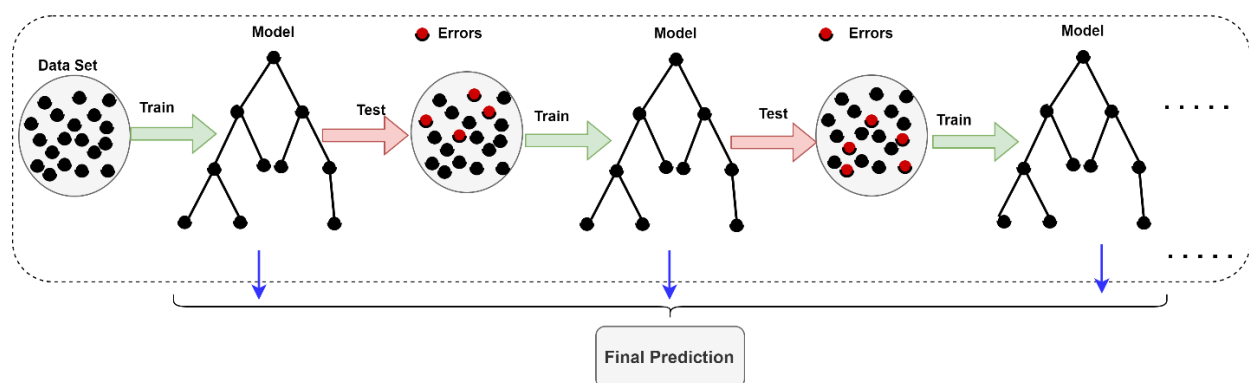 Model
Errors
Model
Errors
Model
Data Set
Train
Test
Train
Test
Train
. . . . .
. . . . .
Final Prediction